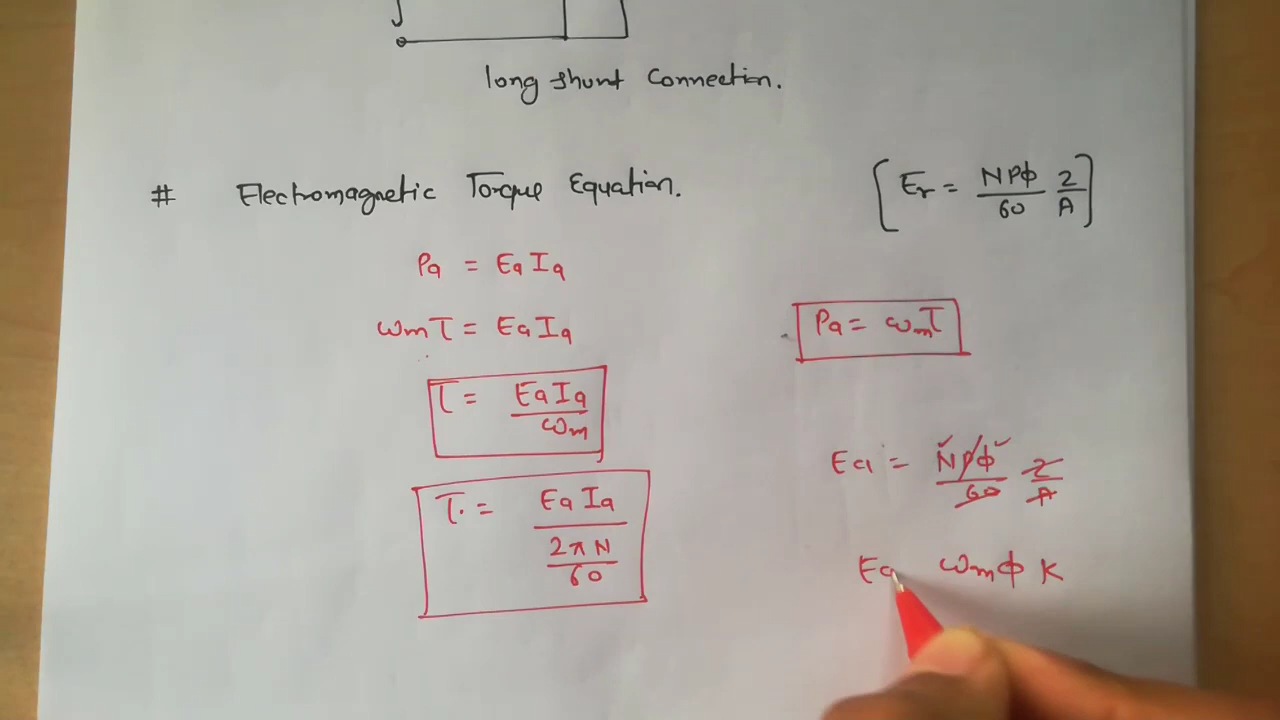 long shunt Connection.
# Electromagnetic Torque Equation. [Er = NPϕ/60 Z/A]
Pa = EaIa
ωmT = EaIa
Pa = ωmT
T = EaIa/ωm
Ea = NPϕ/60 Z/A
T. = EaIa/(2πN/60)
Ea ωmϕ K